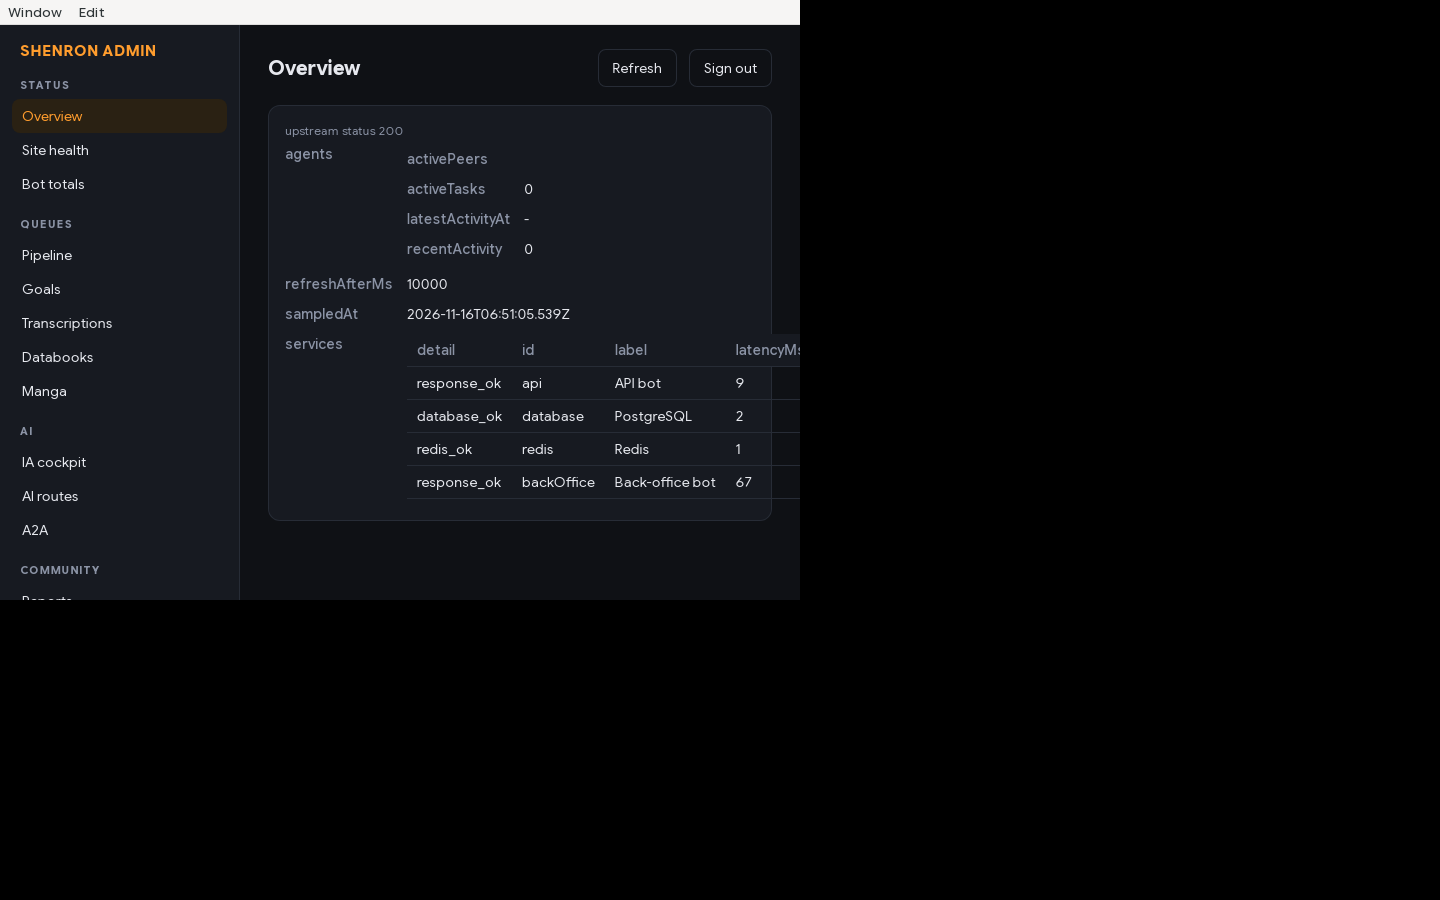 Window Edit
SHENRON ADMIN
STATUS
Overview
Site health
Bot totals
QUEUES
Pipeline
Goals
Transcriptions
Databooks
Manga
AI
IA cockpit
AI routes
A2A
COMMUNITY
Reports
Overview
Refresh
Sign out
upstream status 200
agents
activePeers
activeTasks 0
latestActivityAt -
recentActivity 0
refreshAfterMs 10000
sampledAt 2026-11-16T06:51:05.539Z
services
detail id label latencyMs
response_ok api API bot 9
database_ok database PostgreSQL 2
redis_ok redis Redis 1
response_ok backOffice Back-office bot 67